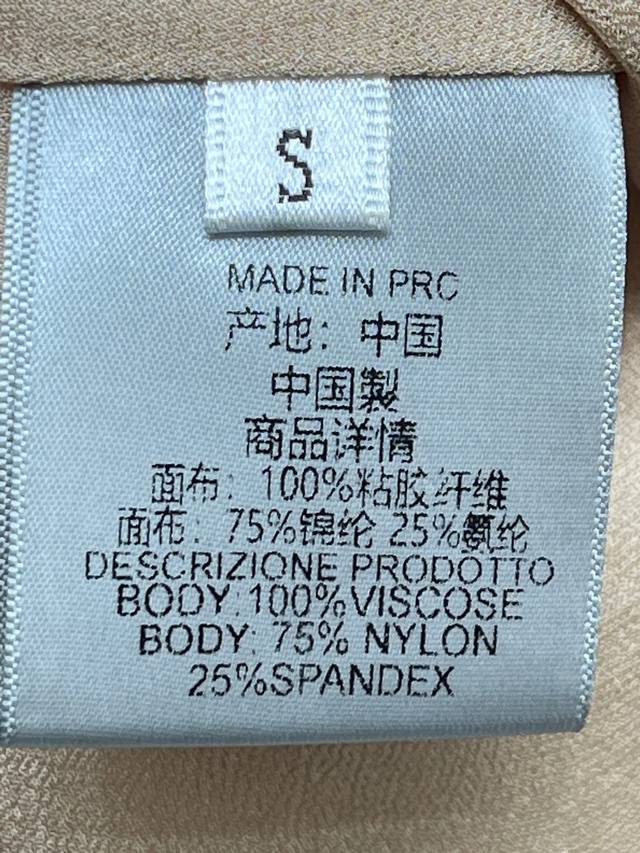 S
MADE IN PRC
产地：中国
中国製
商品详情
面布：100%粘胶纤维
面布：75%锦纶 25%氨纶
DESCRIZIONE PRODOTTO
BODY:100%VISCOSE
BODY: 75% NYLON
25%SPANDEX